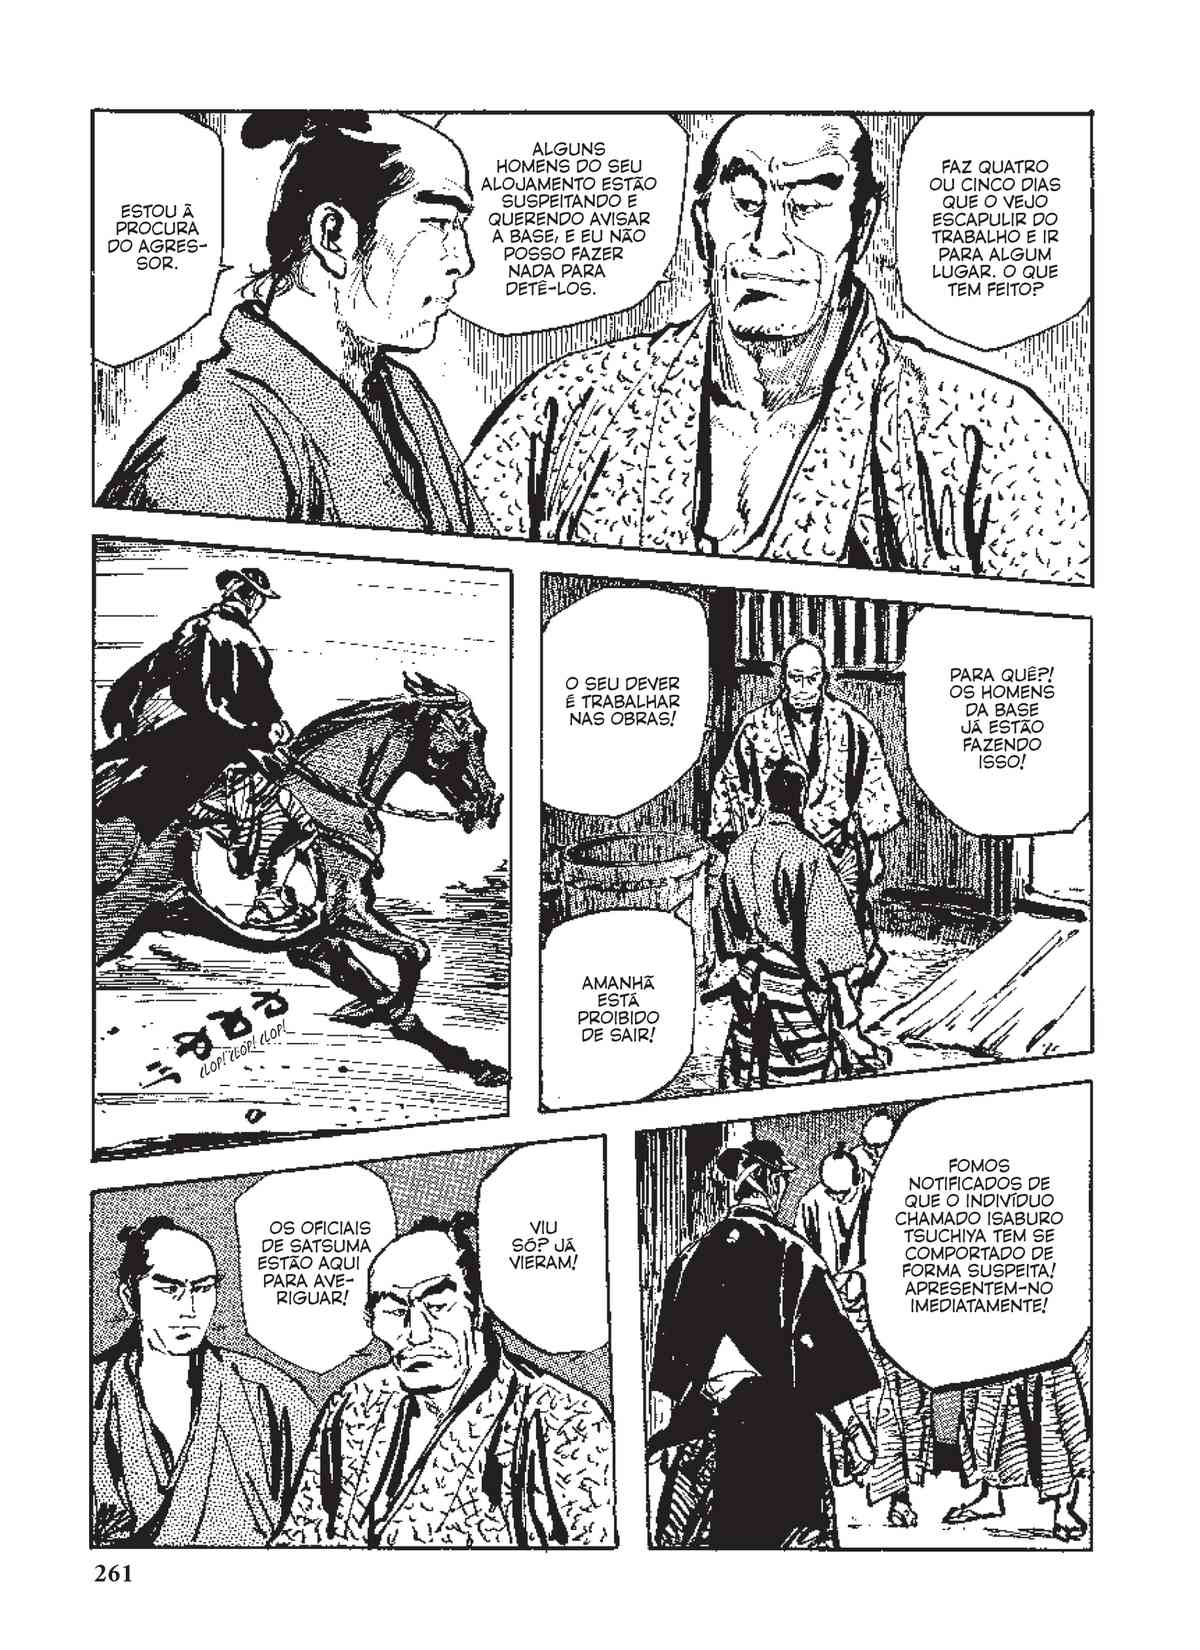 FAZ QUATRO
OU CINCO DIAS
QUE O VEJO
ESCAPULIR DO
TRABALHO E IR
PARA ALGUM
LUGAR. O QUE
TEM FEITO?
ALGUNS
HOMENS DO SEU
ALOJAMENTO ESTÃO
SUSPEITANDO E
QUERENDO AVISAR
A BASE, E EU NÃO
POSSO FAZER
NADA PARA
DETÊ-LOS.
ESTOU À
PROCURA
DO AGRES-
SOR.
PARA QUÊ?!
OS HOMENS
DA BASE
JÁ ESTÃO
FAZENDO
ISSO!
O SEU DEVER
É TRABALHAR
NAS OBRAS!
AMANHÃ
ESTÁ
PROIBIDO
DE SAIR!
CLOP! CLOP! CLOP!
FOMOS
NOTIFICADOS DE
QUE O INDIVÍDUO
CHAMADO ISABURO
TSUCHIYA TEM SE
COMPORTADO DE
FORMA SUSPEITA!
APRESENTEM-NO
IMEDIATAMENTE!
VIU
SÓ? JÁ
VIERAM!
OS OFICIAIS
DE SATSUMA
ESTÃO AQUI
PARA AVE-
RIGUAR!
261